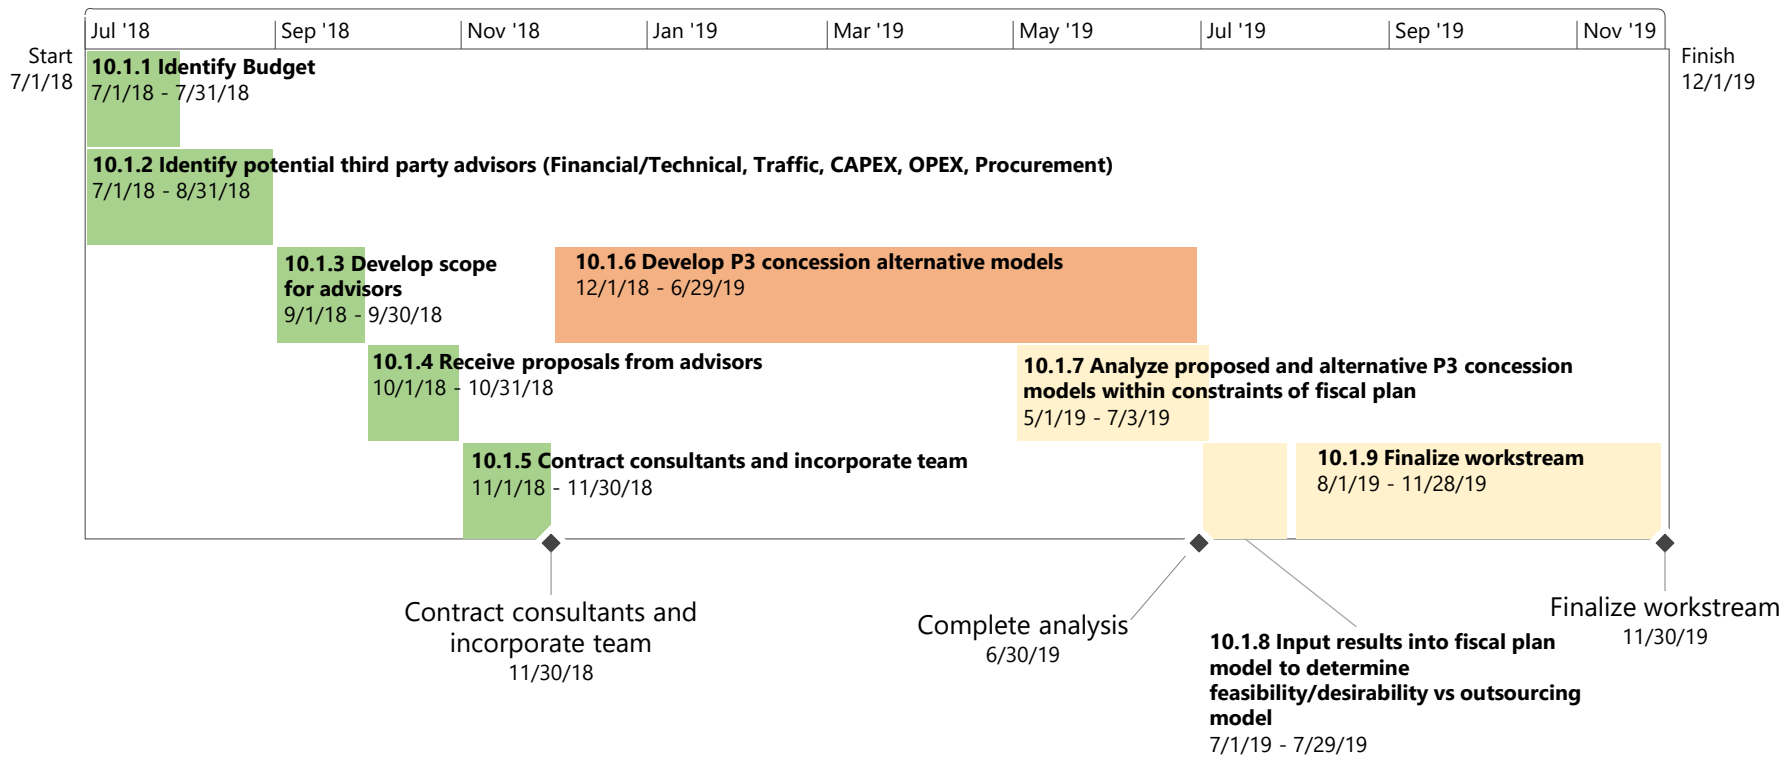 Jul '18
Sep '18
Nov '18
Jan '19
Mar '19
May '19
Jul '19
Sep '19
Nov '19
Start
7/1/18
Finish
12/1/19
10.1.1 Identify Budget
7/1/18 - 7/31/18
10.1.2 Identify potential third party advisors (Financial/Technical, Traffic, CAPEX, OPEX, Procurement)
7/1/18 - 8/31/18
10.1.3 Develop scope
for advisors
9/1/18 - 9/30/18
10.1.6 Develop P3 concession alternative models
12/1/18 - 6/29/19
10.1.4 Receive proposals from advisors
10/1/18 - 10/31/18
10.1.7 Analyze proposed and alternative P3 concession
models within constraints of fiscal plan
5/1/19 - 7/3/19
10.1.5 Contract consultants and incorporate team
11/1/18 - 11/30/18
10.1.9 Finalize workstream
8/1/19 - 11/28/19
Contract consultants and
incorporate team
11/30/18
Complete analysis
6/30/19
10.1.8 Input results into fiscal plan
model to determine
feasibility/desirability vs outsourcing
model
7/1/19 - 7/29/19
Finalize workstream
11/30/19